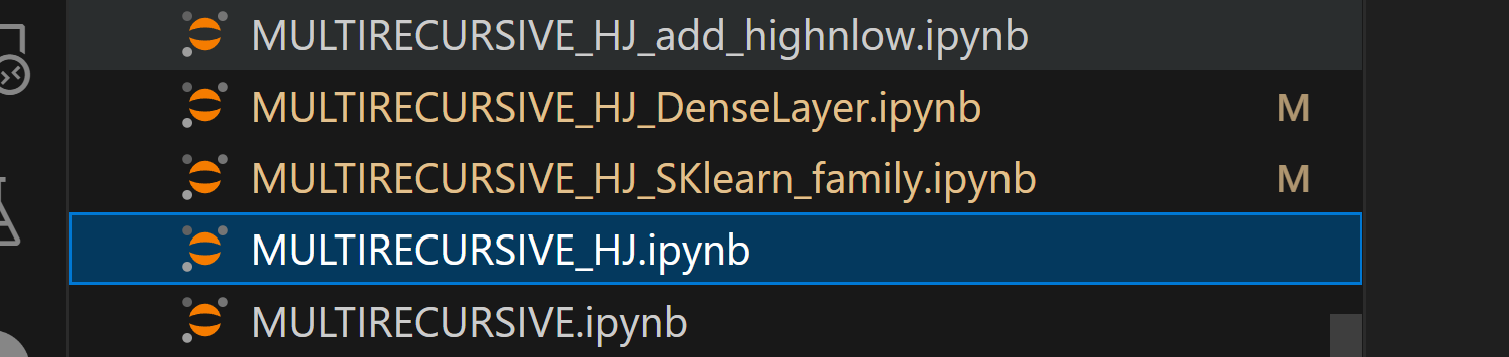 MULTIRECURSIVE_HJ_add_highnlow.ipynb
MULTIRECURSIVE_HJ_DenseLayer.ipynb M
MULTIRECURSIVE_HJ_SKlearn_family.ipynb M
MULTIRECURSIVE_HJ.ipynb
MULTIRECURSIVE.ipynb